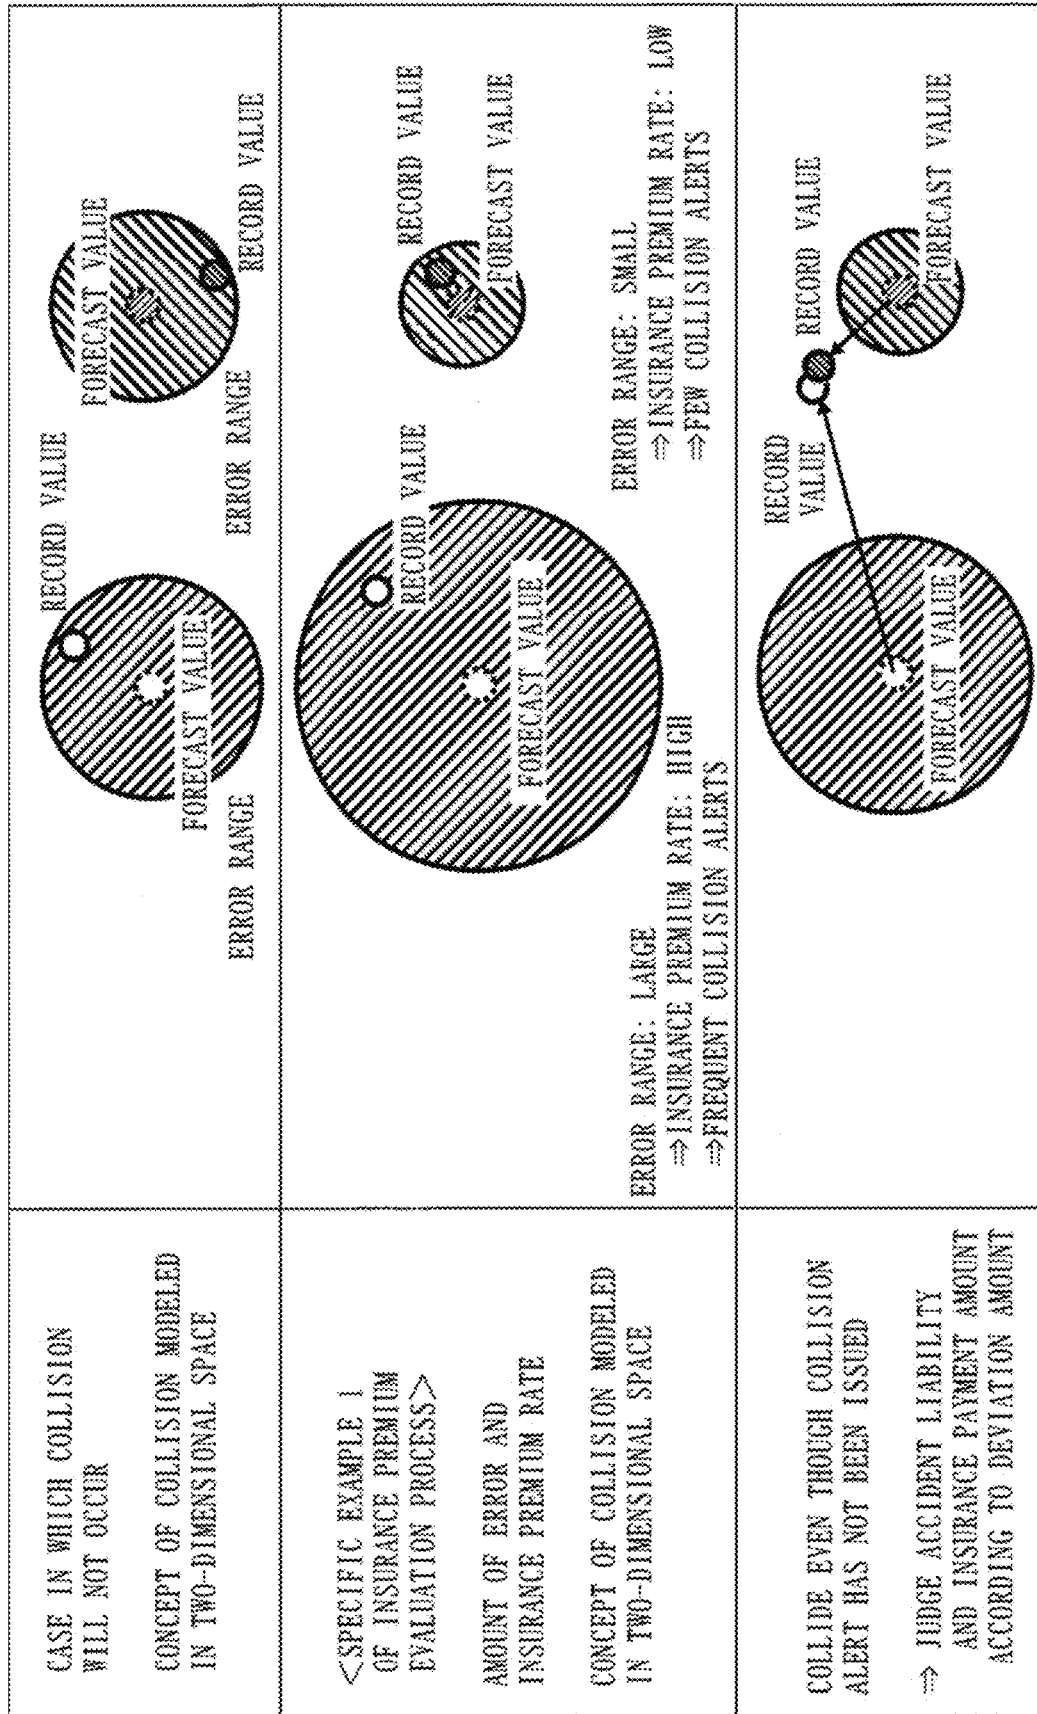 CASE IN WHICH COLLISION
WILL NOT OCCUR
CONCEPT OF COLLISION MODELED
IN TWO-DIMENSIONAL SPACE
RECORD VALUE
FORECAST VALUE
ERROR RANGE
FORECAST VALUE
RECORD VALUE
ERROR RANGE
<SPECIFIC EXAMPLE 1
OF INSURANCE PREMIUM
EVALUATION PROCESS>
AMOUNT OF ERROR AND
INSURANCE PREMIUM RATE
CONCEPT OF COLLISION MODELED
IN TWO-DIMENSIONAL SPACE
RECORD VALUE
FORECAST VALUE
ERROR RANGE: LARGE
⇒INSURANCE PREMIUM RATE: HIGH
⇒FREQUENT COLLISION ALERTS
RECORD VALUE
FORECAST VALUE
ERROR RANGE: SMALL
⇒INSURANCE PREMIUM RATE: LOW
⇒FEW COLLISION ALERTS
COLLIDE EVEN THOUGH COLLISION
ALERT HAS NOT BEEN ISSUED
⇒ JUDGE ACCIDENT LIABILITY
AND INSURANCE PAYMENT AMOUNT
ACCORDING TO DEVIATION AMOUNT
RECORD
VALUE
FORECAST VALUE
RECORD VALUE
FORECAST VALUE